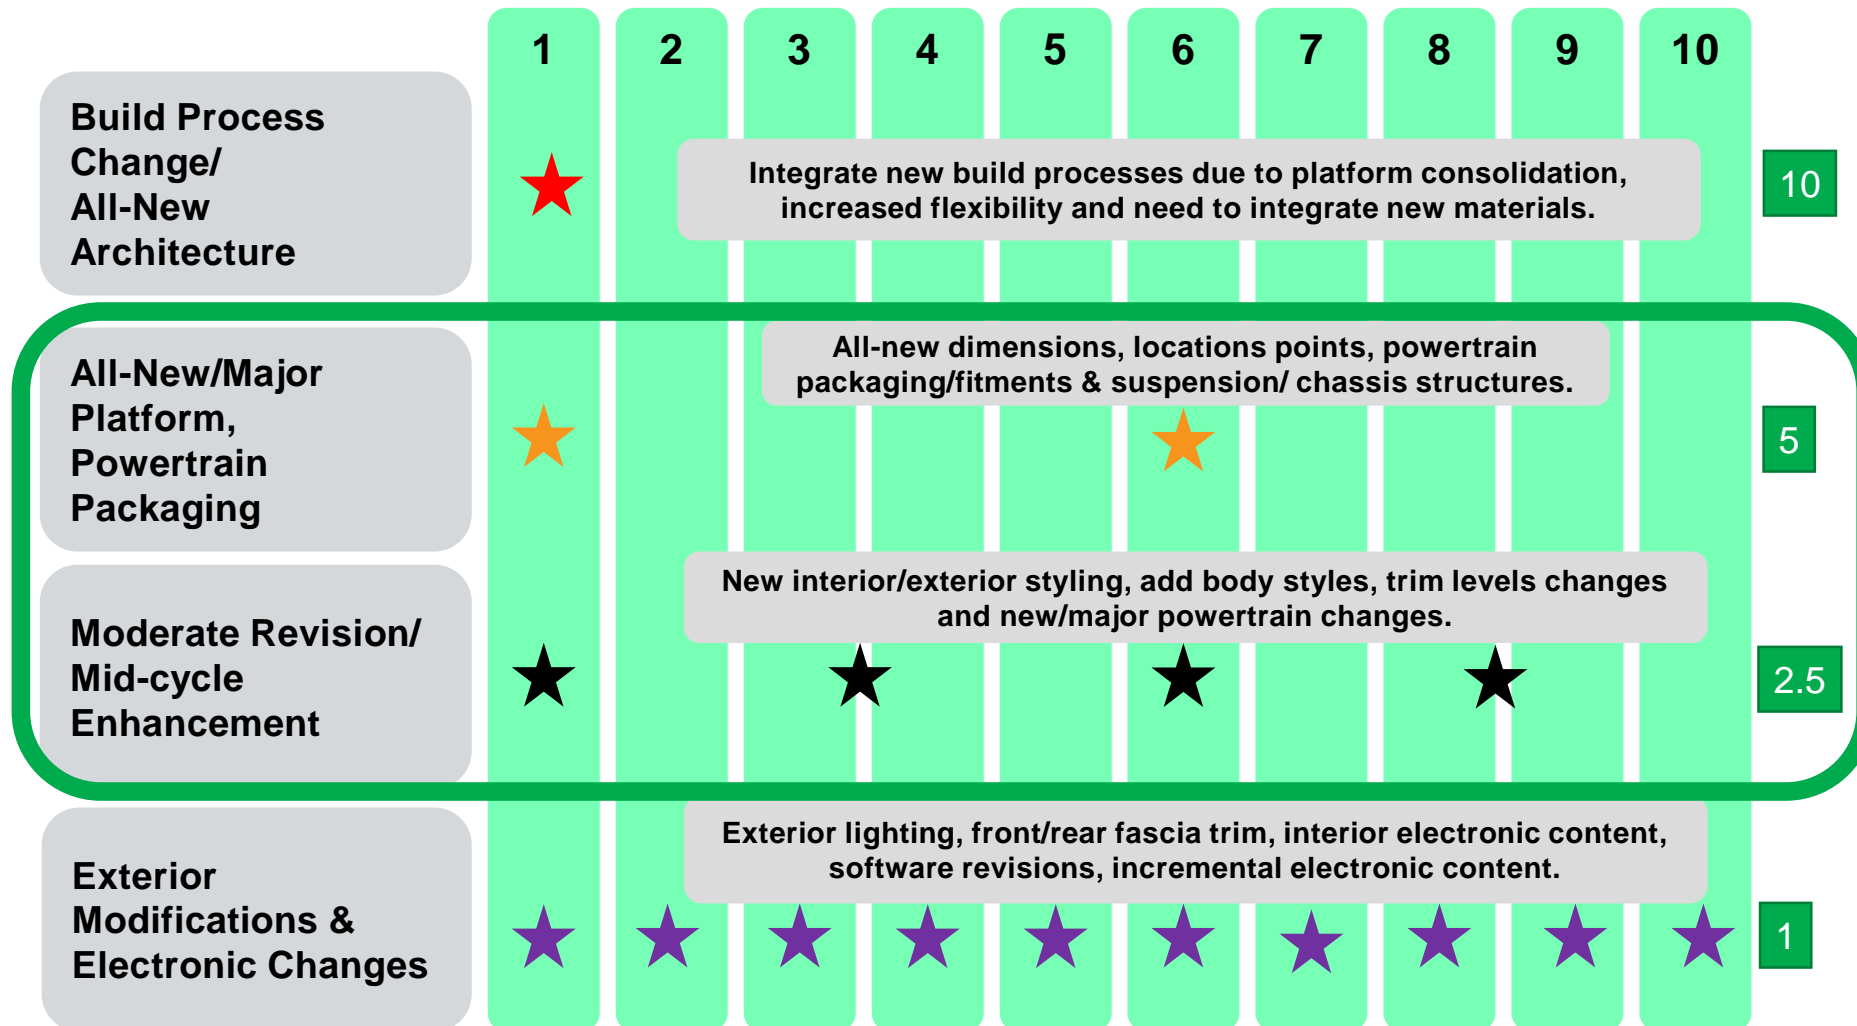 1 2 3 4 5 6 7 8 9 10
Build Process
Change/
All-New
Architecture
Integrate new build processes due to platform consolidation,
increased flexibility and need to integrate new materials.
10
All-New/Major
Platform,
Powertrain
Packaging
All-new dimensions, locations points, powertrain
packaging/fitments & suspension/ chassis structures.
5
Moderate Revision/
Mid-cycle
Enhancement
New interior/exterior styling, add body styles, trim levels changes
and new/major powertrain changes.
2.5
Exterior
Modifications &
Electronic Changes
Exterior lighting, front/rear fascia trim, interior electronic content,
software revisions, incremental electronic content.
1